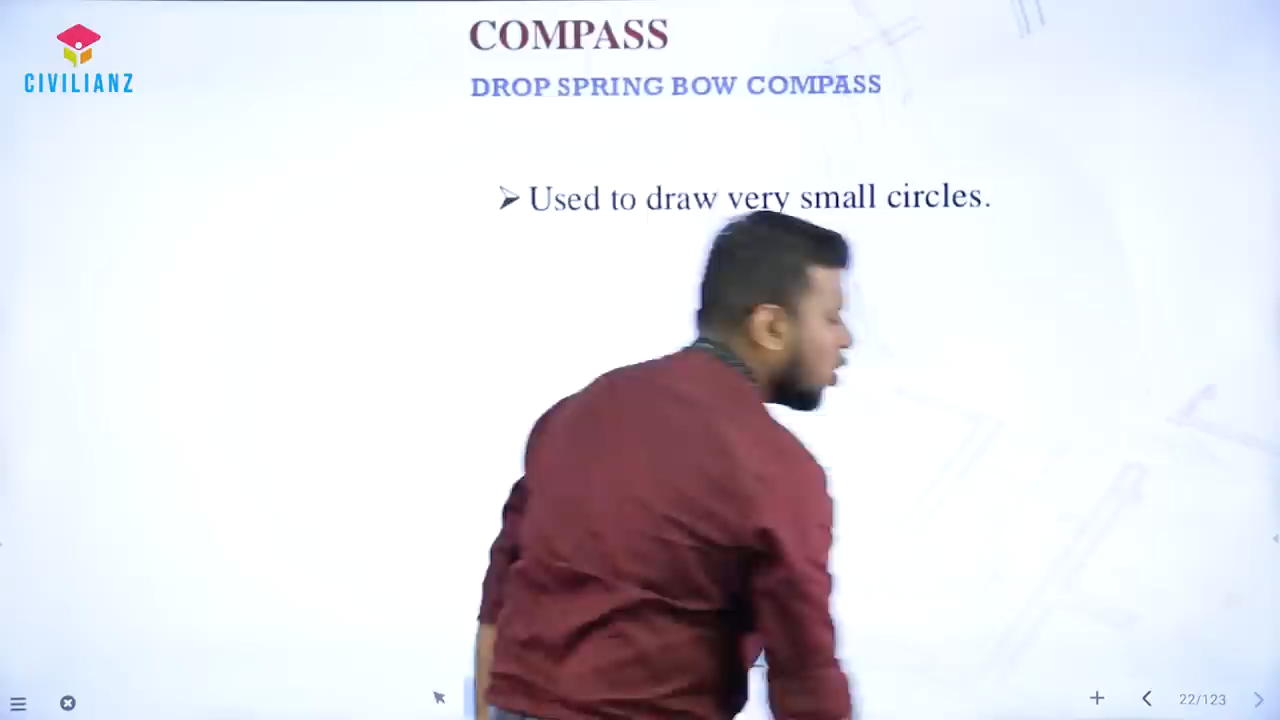 COMPASS
CIVILIANZ
DROP SPRING BOW COMPASS
➢ Used to draw very small circles.
22/123